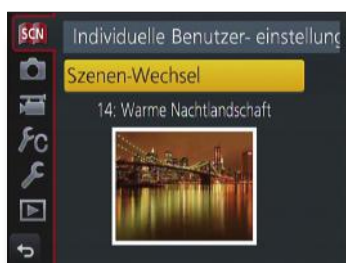 SCN
Individuelle Benutzer- einstellung
Szenen-Wechsel
14: Warme Nachtlandschaft
C